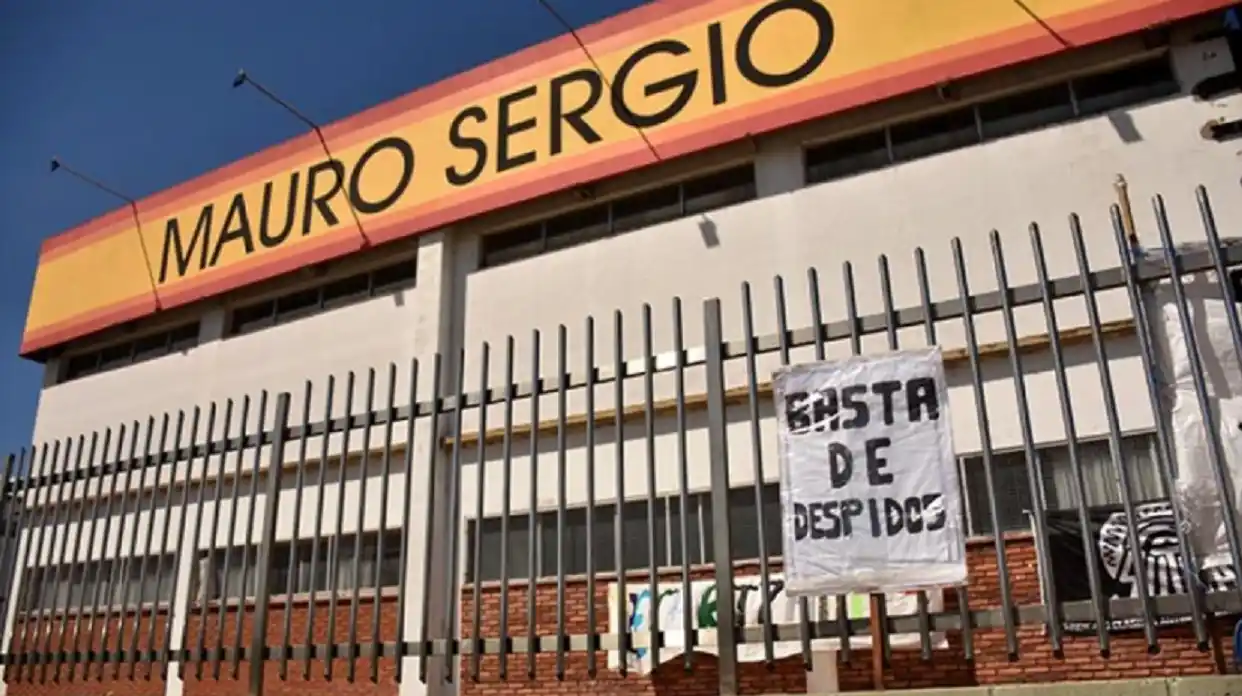 MAURO SERGIO
BASTA
DE
DESPIDOS